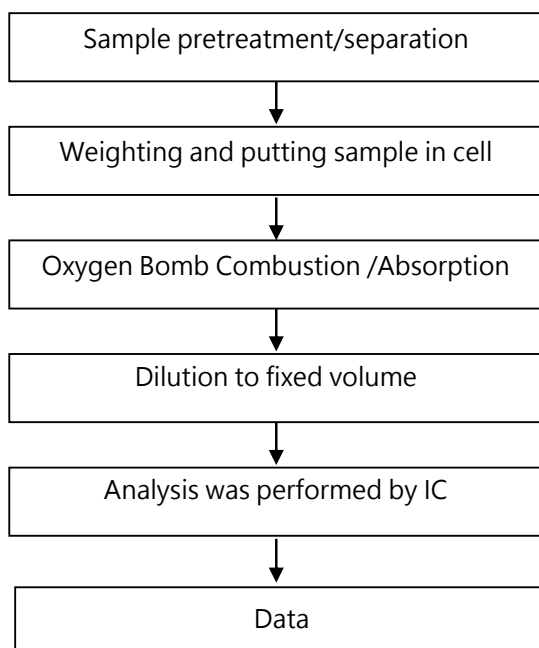 Sample pretreatment/separation
Weighting and putting sample in cell
Oxygen Bomb Combustion /Absorption
Dilution to fixed volume
Analysis was performed by IC
Data